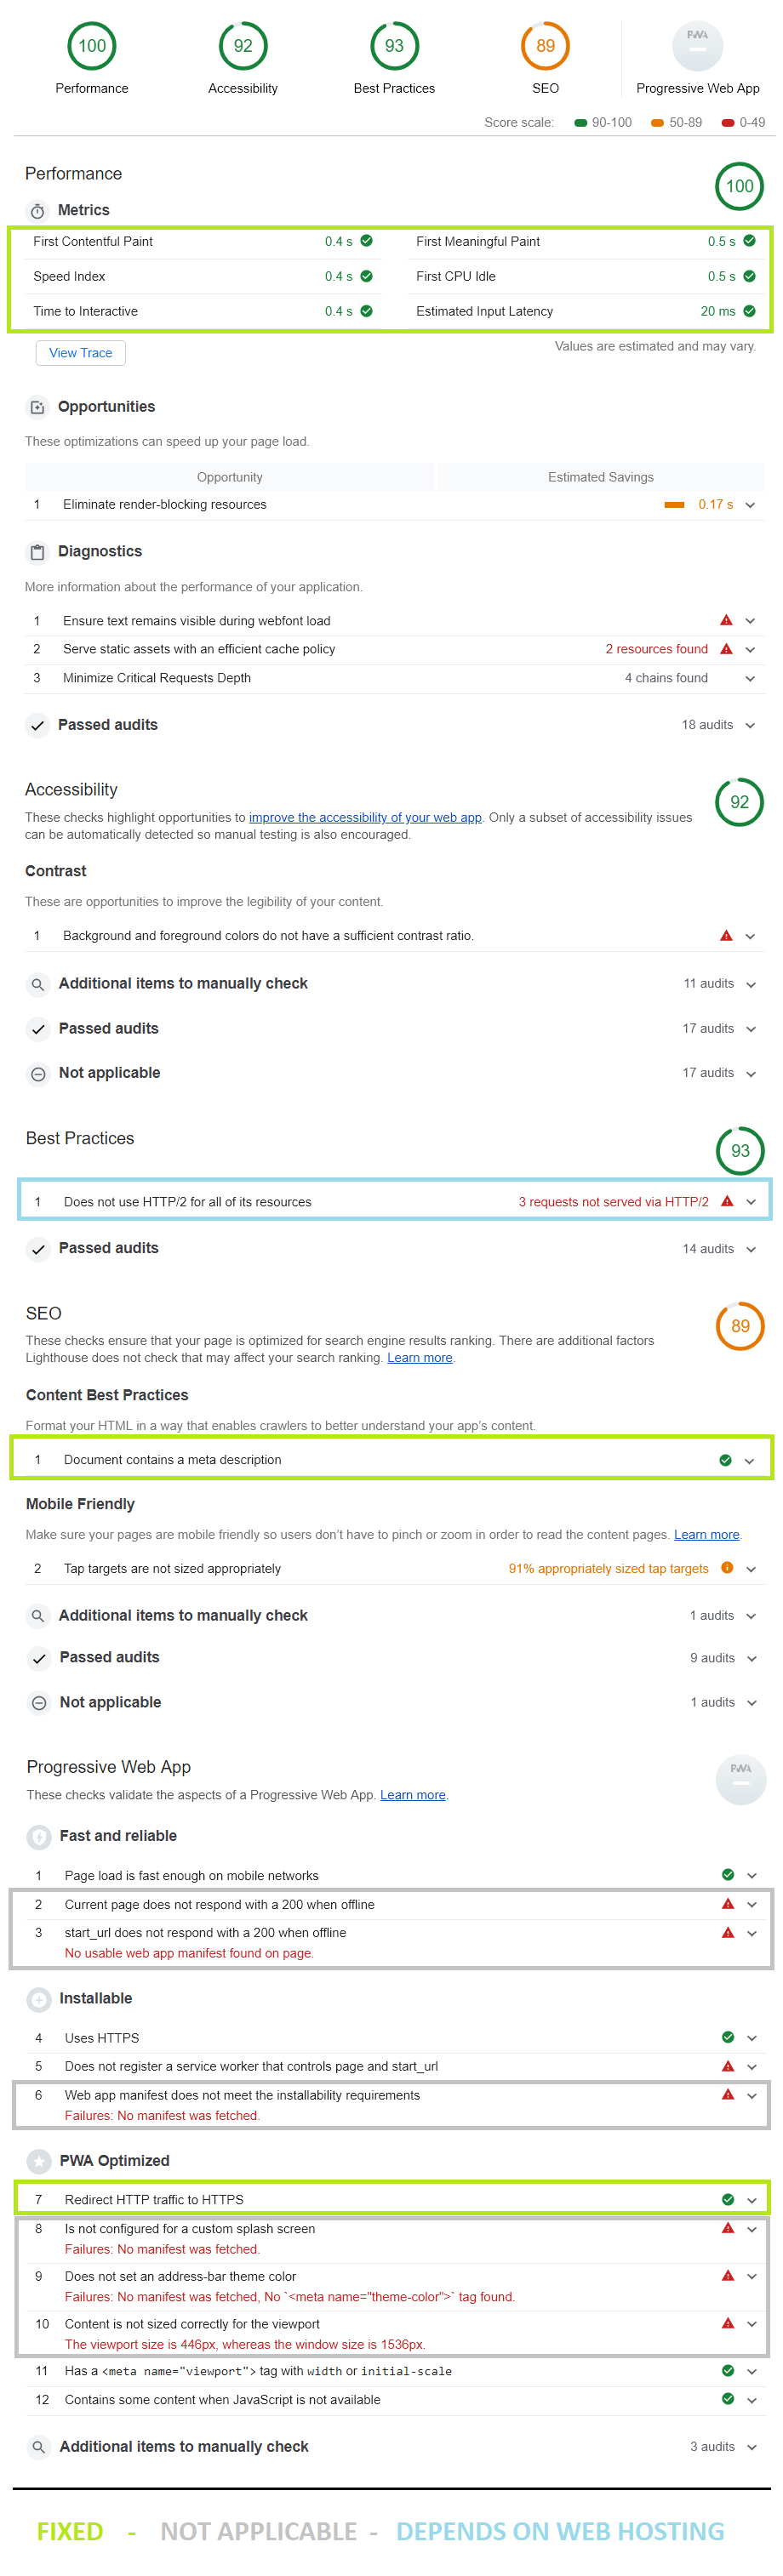 100 92 93 89 PWA
Performance Accessibility Best Practices SEO Progressive Web App
Score scale: 90-100 50-89 0-49
Performance 100
Metrics
First Contentful Paint 0.4 s First Meaningful Paint 0.5 s
Speed Index 0.4 s First CPU Idle 0.5 s
Time to Interactive 0.4 s Estimated Input Latency 20 ms
View Trace Values are estimated and may vary.
Opportunities
These optimizations can speed up your page load.
Opportunity Estimated Savings
1 Eliminate render-blocking resources 0.17 s
Diagnostics
More information about the performance of your application.
1 Ensure text remains visible during webfont load
2 Serve static assets with an efficient cache policy 2 resources found
3 Minimize Critical Requests Depth 4 chains found
Passed audits 18 audits
Accessibility 92
These checks highlight opportunities to improve the accessibility of your web app. Only a subset of accessibility issues
can be automatically detected so manual testing is also encouraged.
Contrast
These are opportunities to improve the legibility of your content.
1 Background and foreground colors do not have a sufficient contrast ratio.
Additional items to manually check 11 audits
Passed audits 17 audits
Not applicable 17 audits
Best Practices 93
1 Does not use HTTP/2 for all of its resources 3 requests not served via HTTP/2
Passed audits 14 audits
SEO 89
These checks ensure that your page is optimized for search engine results ranking. There are additional factors
Lighthouse does not check that may affect your search ranking. Learn more.
Content Best Practices
Format your HTML in a way that enables crawlers to better understand your app's content.
1 Document contains a meta description
Mobile Friendly
Make sure your pages are mobile friendly so users don't have to pinch or zoom in order to read the content pages. Learn more.
2 Tap targets are not sized appropriately 91% appropriately sized tap targets
Additional items to manually check 1 audits
Passed audits 9 audits
Not applicable 1 audits
Progressive Web App PWA
These checks validate the aspects of a Progressive Web App. Learn more.
Fast and reliable
1 Page load is fast enough on mobile networks
2 Current page does not respond with a 200 when offline
3 start_url does not respond with a 200 when offline
No usable web app manifest found on page.
Installable
4 Uses HTTPS
5 Does not register a service worker that controls page and start_url
6 Web app manifest does not meet the installability requirements
Failures: No manifest was fetched.
PWA Optimized
7 Redirect HTTP traffic to HTTPS
8 Is not configured for a custom splash screen
Failures: No manifest was fetched.
9 Does not set an address-bar theme color
Failures: No manifest was fetched, No `<meta name="theme-color">` tag found.
10 Content is not sized correctly for the viewport
The viewport size is 446px, whereas the window size is 1536px.
11 Has a <meta name="viewport"> tag with width or initial-scale
12 Contains some content when JavaScript is not available
Additional items to manually check 3 audits
FIXED - NOT APPLICABLE - DEPENDS ON WEB HOSTING